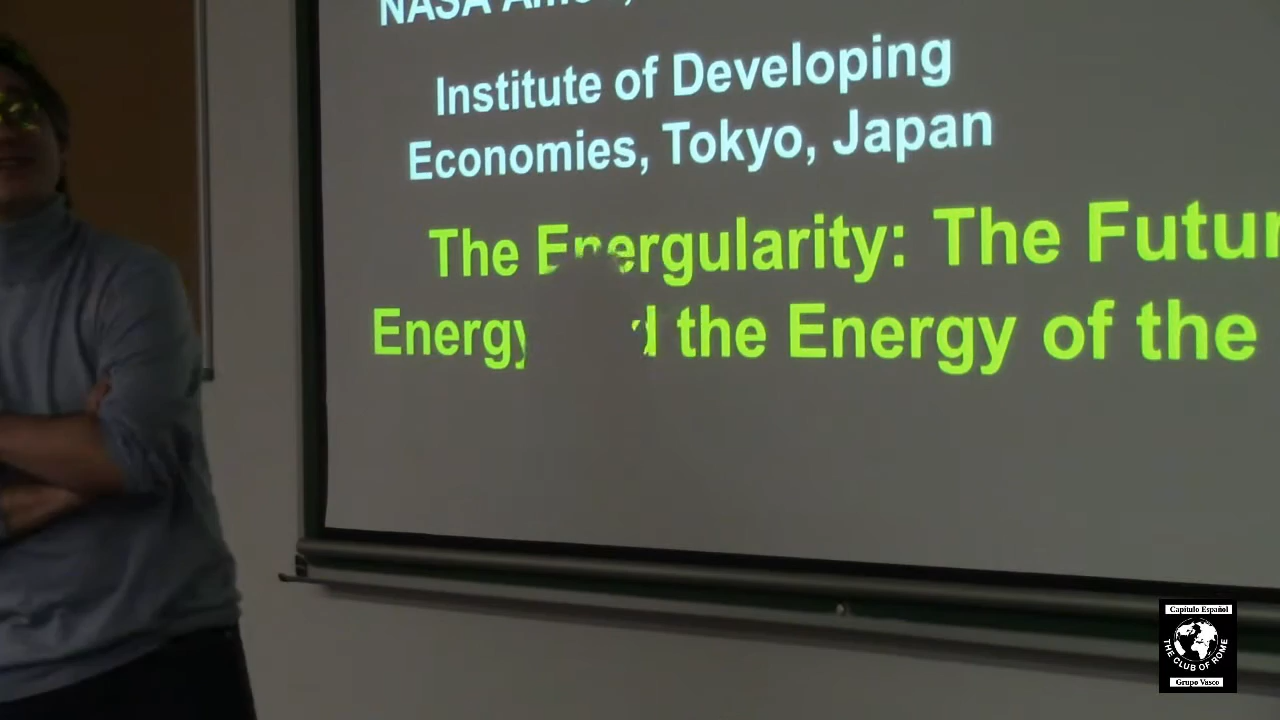 NASA
Institute of Developing
Economies, Tokyo, Japan
The Energularity: The Futur
Energy the Energy of the
Capítulo Español
THE CLUB OF ROME
Grupo Vasco